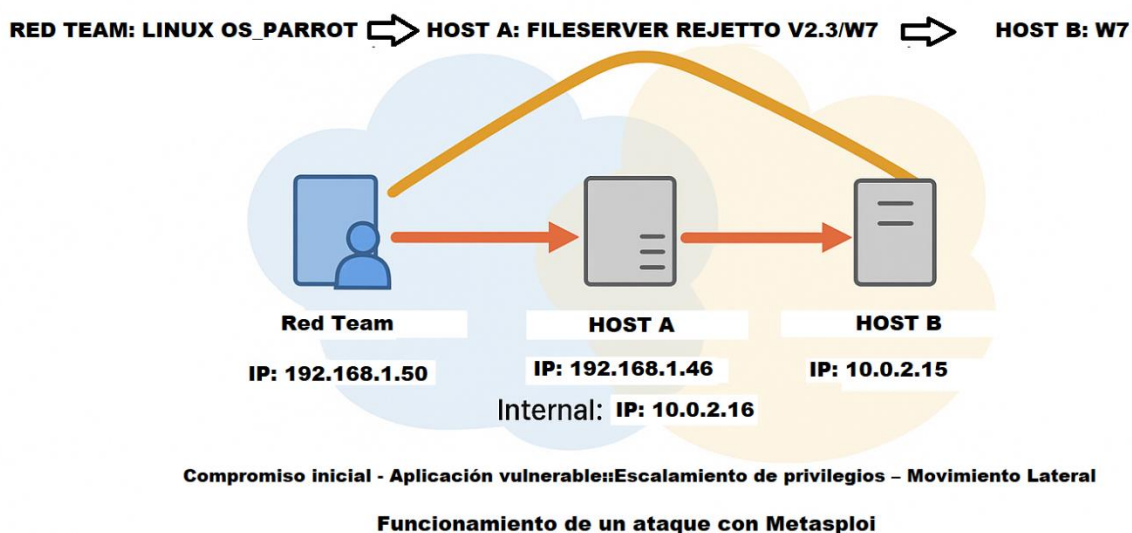 RED TEAM: LINUX OS_PARROT HOST A: FILESERVER REJETTO V2.3/W7 HOST B: W7
Red Team HOST A HOST B
IP: 192.168.1.50 IP: 192.168.1.46 IP: 10.0.2.15
Internal: IP: 10.0.2.16
Compromiso inicial - Aplicación vulnerable::Escalamiento de privilegios – Movimiento Lateral
Funcionamiento de un ataque con Metasploi